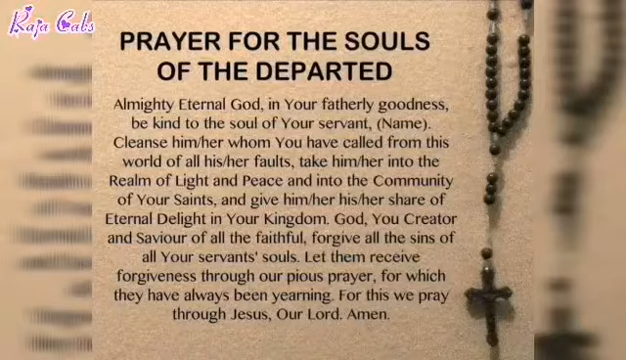 Raja Cabs
PRAYER FOR THE SOULS
OF THE DEPARTED
Almighty Eternal God, in Your fatherly goodness,
be kind to the soul of Your servant, (Name).
Cleanse him/her whom You have called from this
world of all his/her faults, take him/her into the
Realm of Light and Peace and into the Community
of Your Saints, and give him/her his/her share of
Eternal Delight in Your Kingdom. God, You Creator
and Saviour of all the faithful, forgive all the sins of
all Your servants' souls. Let them receive
forgiveness through our pious prayer, for which
they have always been yearning. For this we pray
through Jesus, Our Lord. Amen.